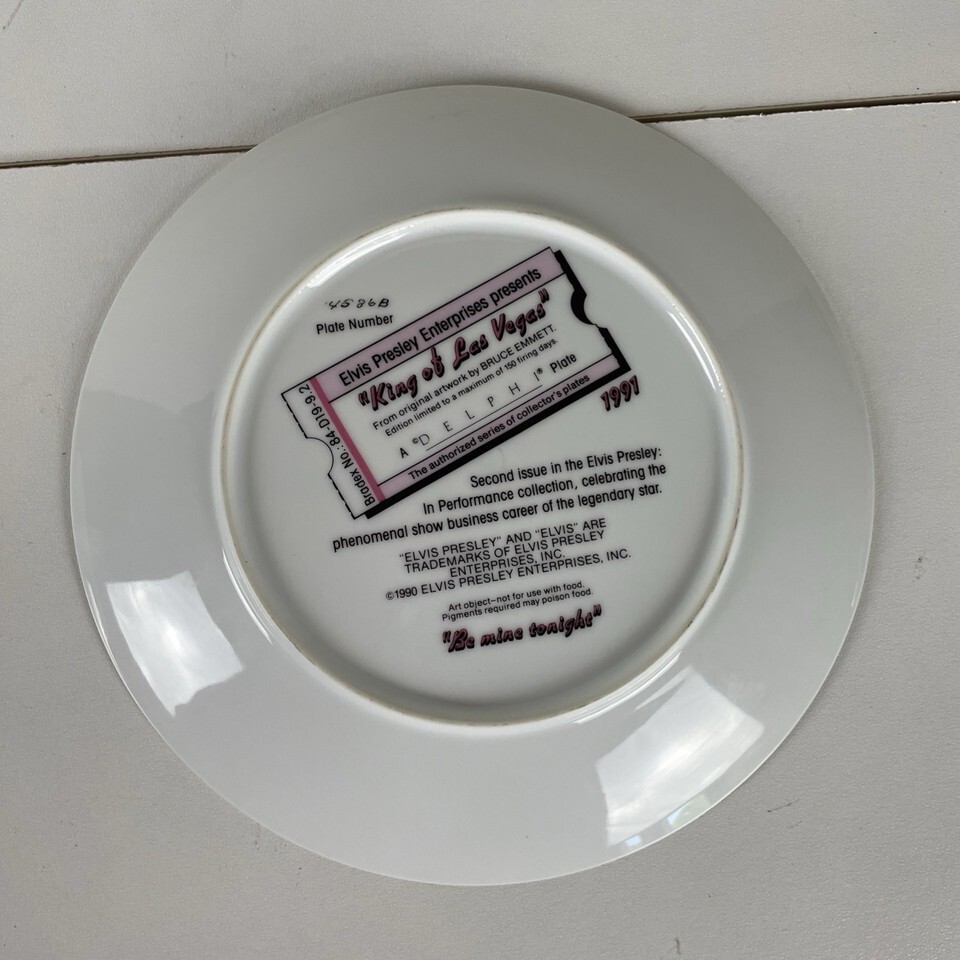 4586B
Plate Number
Elvis Presley Enterprises presents
"King of Las Vegas"
From original artwork by BRUCE EMMETT.
Edition limited to a maximum of 150 firing days.
A ©DELPHI® Plate
The authorized series of collector's plates
Bradex No.: 84-D19-9.2
1991
Second issue in the Elvis Presley:
In Performance collection, celebrating the
phenomenal show business career of the legendary star.
"ELVIS PRESLEY" AND "ELVIS" ARE
TRADEMARKS OF ELVIS PRESLEY
ENTERPRISES, INC.
©1990 ELVIS PRESLEY ENTERPRISES, INC.
Art object–not for use with food.
Pigments required may poison food.
"Be mine tonight"